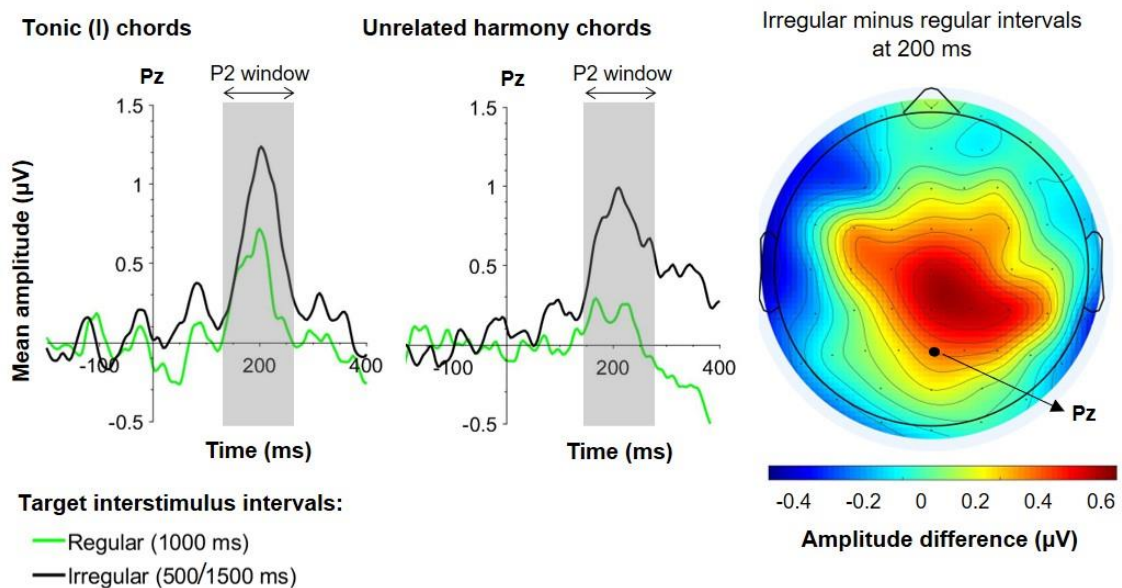 Tonic (I) chords
Pz
P2 window
1.5
1
0.5
-0.5
-100
200
400
Mean amplitude (µV)
Time (ms)
Unrelated harmony chords
Pz
P2 window
1.5
1
0.5
-0.5
-100
200
400
Time (ms)
Irregular minus regular intervals
at 200 ms
Pz
-0.4 -0.2 0 0.2 0.4 0.6
Amplitude difference (µV)
Target interstimulus intervals:
Regular (1000 ms)
Irregular (500/1500 ms)